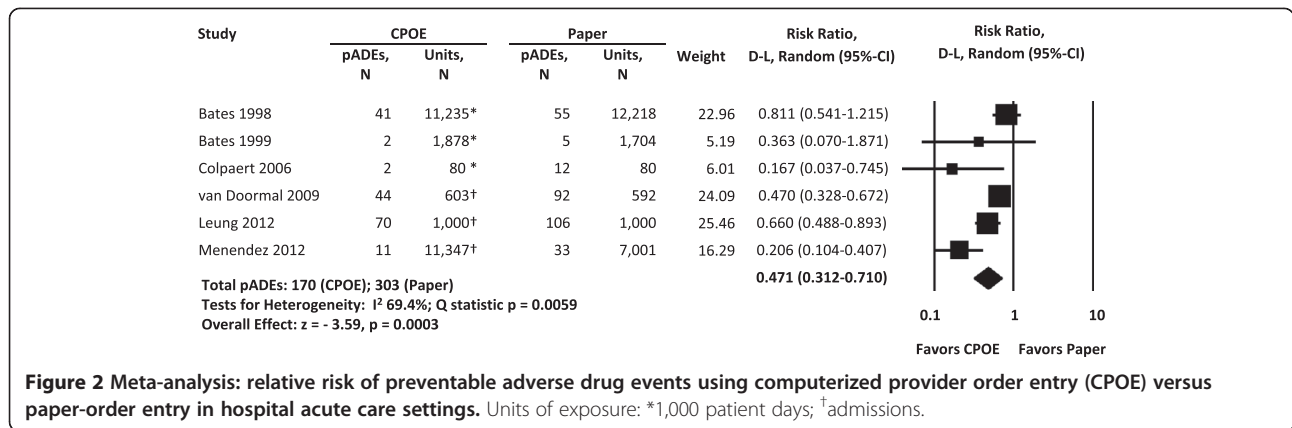 Study CPOE Paper Risk Ratio, Risk Ratio,
pADEs, Units, pADEs, Units, Weight D-L, Random (95%-CI) D-L, Random (95%-CI)
N N N N
Bates 1998 41 11,235* 55 12,218 22.96 0.811 (0.541-1.215)
Bates 1999 2 1,878* 5 1,704 5.19 0.363 (0.070-1.871)
Colpaert 2006 2 80 * 12 80 6.01 0.167 (0.037-0.745)
van Doormal 2009 44 603† 92 592 24.09 0.470 (0.328-0.672)
Leung 2012 70 1,000† 106 1,000 25.46 0.660 (0.488-0.893)
Menendez 2012 11 11,347† 33 7,001 16.29 0.206 (0.104-0.407)
0.471 (0.312-0.710)
Total pADEs: 170 (CPOE); 303 (Paper)
Tests for Heterogeneity: I² 69.4%; Q statistic p = 0.0059
Overall Effect: z = - 3.59, p = 0.0003
0.1 1 10
Favors CPOE Favors Paper
Figure 2 Meta-analysis: relative risk of preventable adverse drug events using computerized provider order entry (CPOE) versus
paper-order entry in hospital acute care settings. Units of exposure: *1,000 patient days; †admissions.